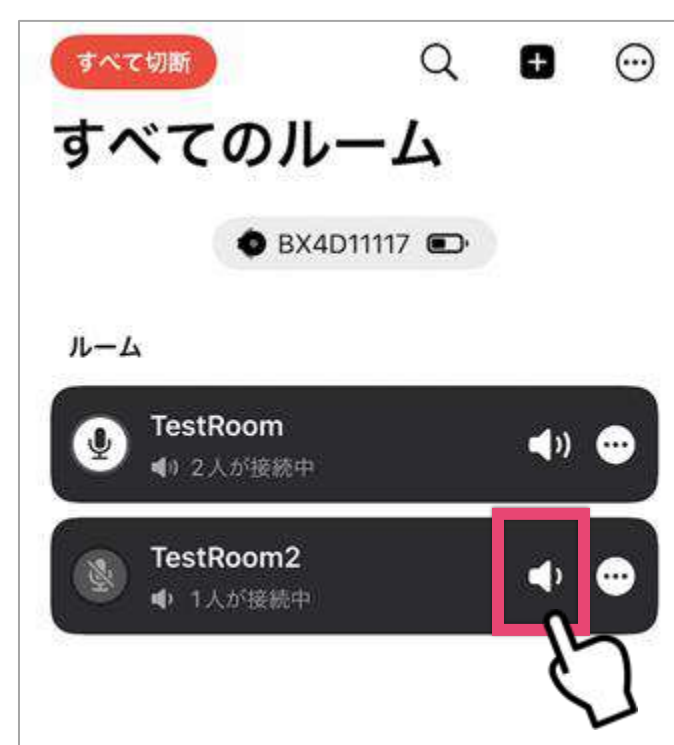 すべて切断
すべてのルーム
BX4D11117
ルーム
TestRoom
2人が接続中
TestRoom2
1人が接続中